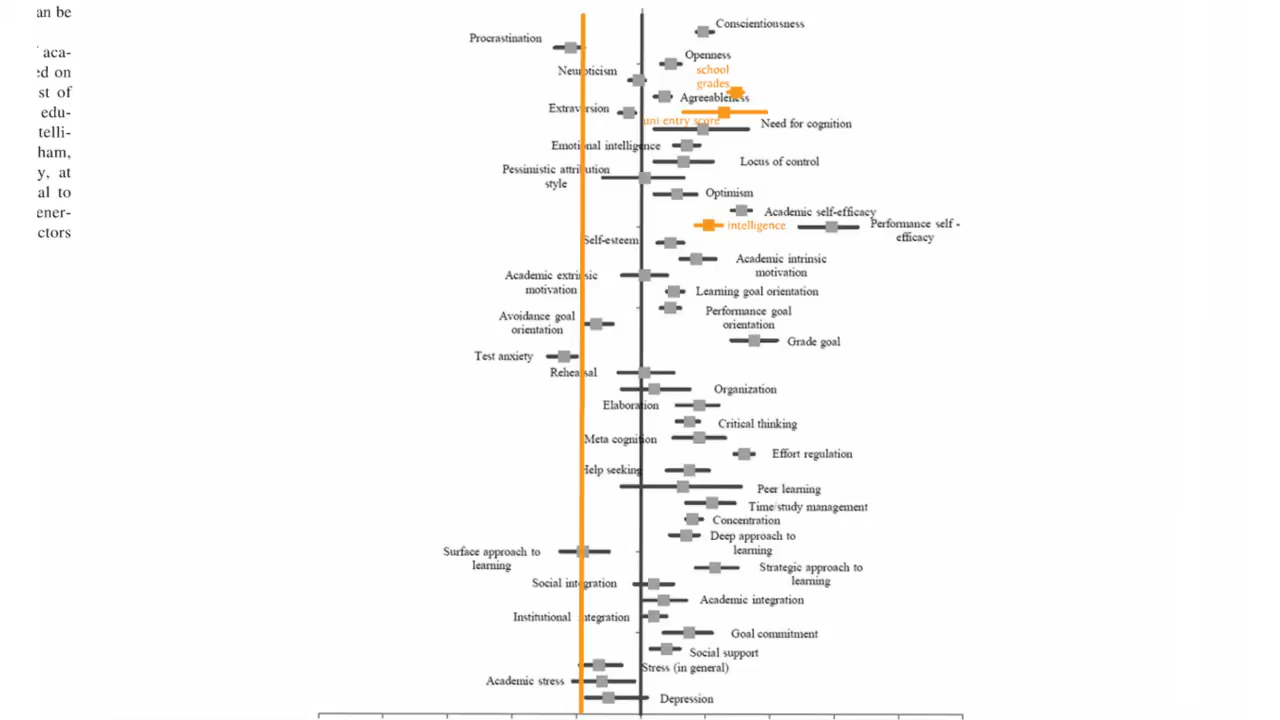 an be
aca-
ed on
st of
edu-
telli-
ham,
y, at
al to
ener-
ctors
Conscientiousness
Procrastination
Openness
Neuroticism
school
grades
Agreeableness
Extraversion
uni entry score
Need for cognition
Emotional intelligence
Locus of control
Pessimistic attribution
style
Optimism
Academic self-efficacy
Performance self -
efficacy
intelligence
Self-esteem
Academic intrinsic
motivation
Academic extrinsic
motivation
Learning goal orientation
Performance goal
orientation
Avoidance goal
orientation
Grade goal
Test anxiety
Rehearsal
Organization
Elaboration
Critical thinking
Meta cognition
Effort regulation
Help seeking
Peer learning
Time/study management
Concentration
Deep approach to
learning
Surface approach to
learning
Strategic approach to
learning
Social integration
Academic integration
Institutional integration
Goal commitment
Social support
Stress (in general)
Academic stress
Depression